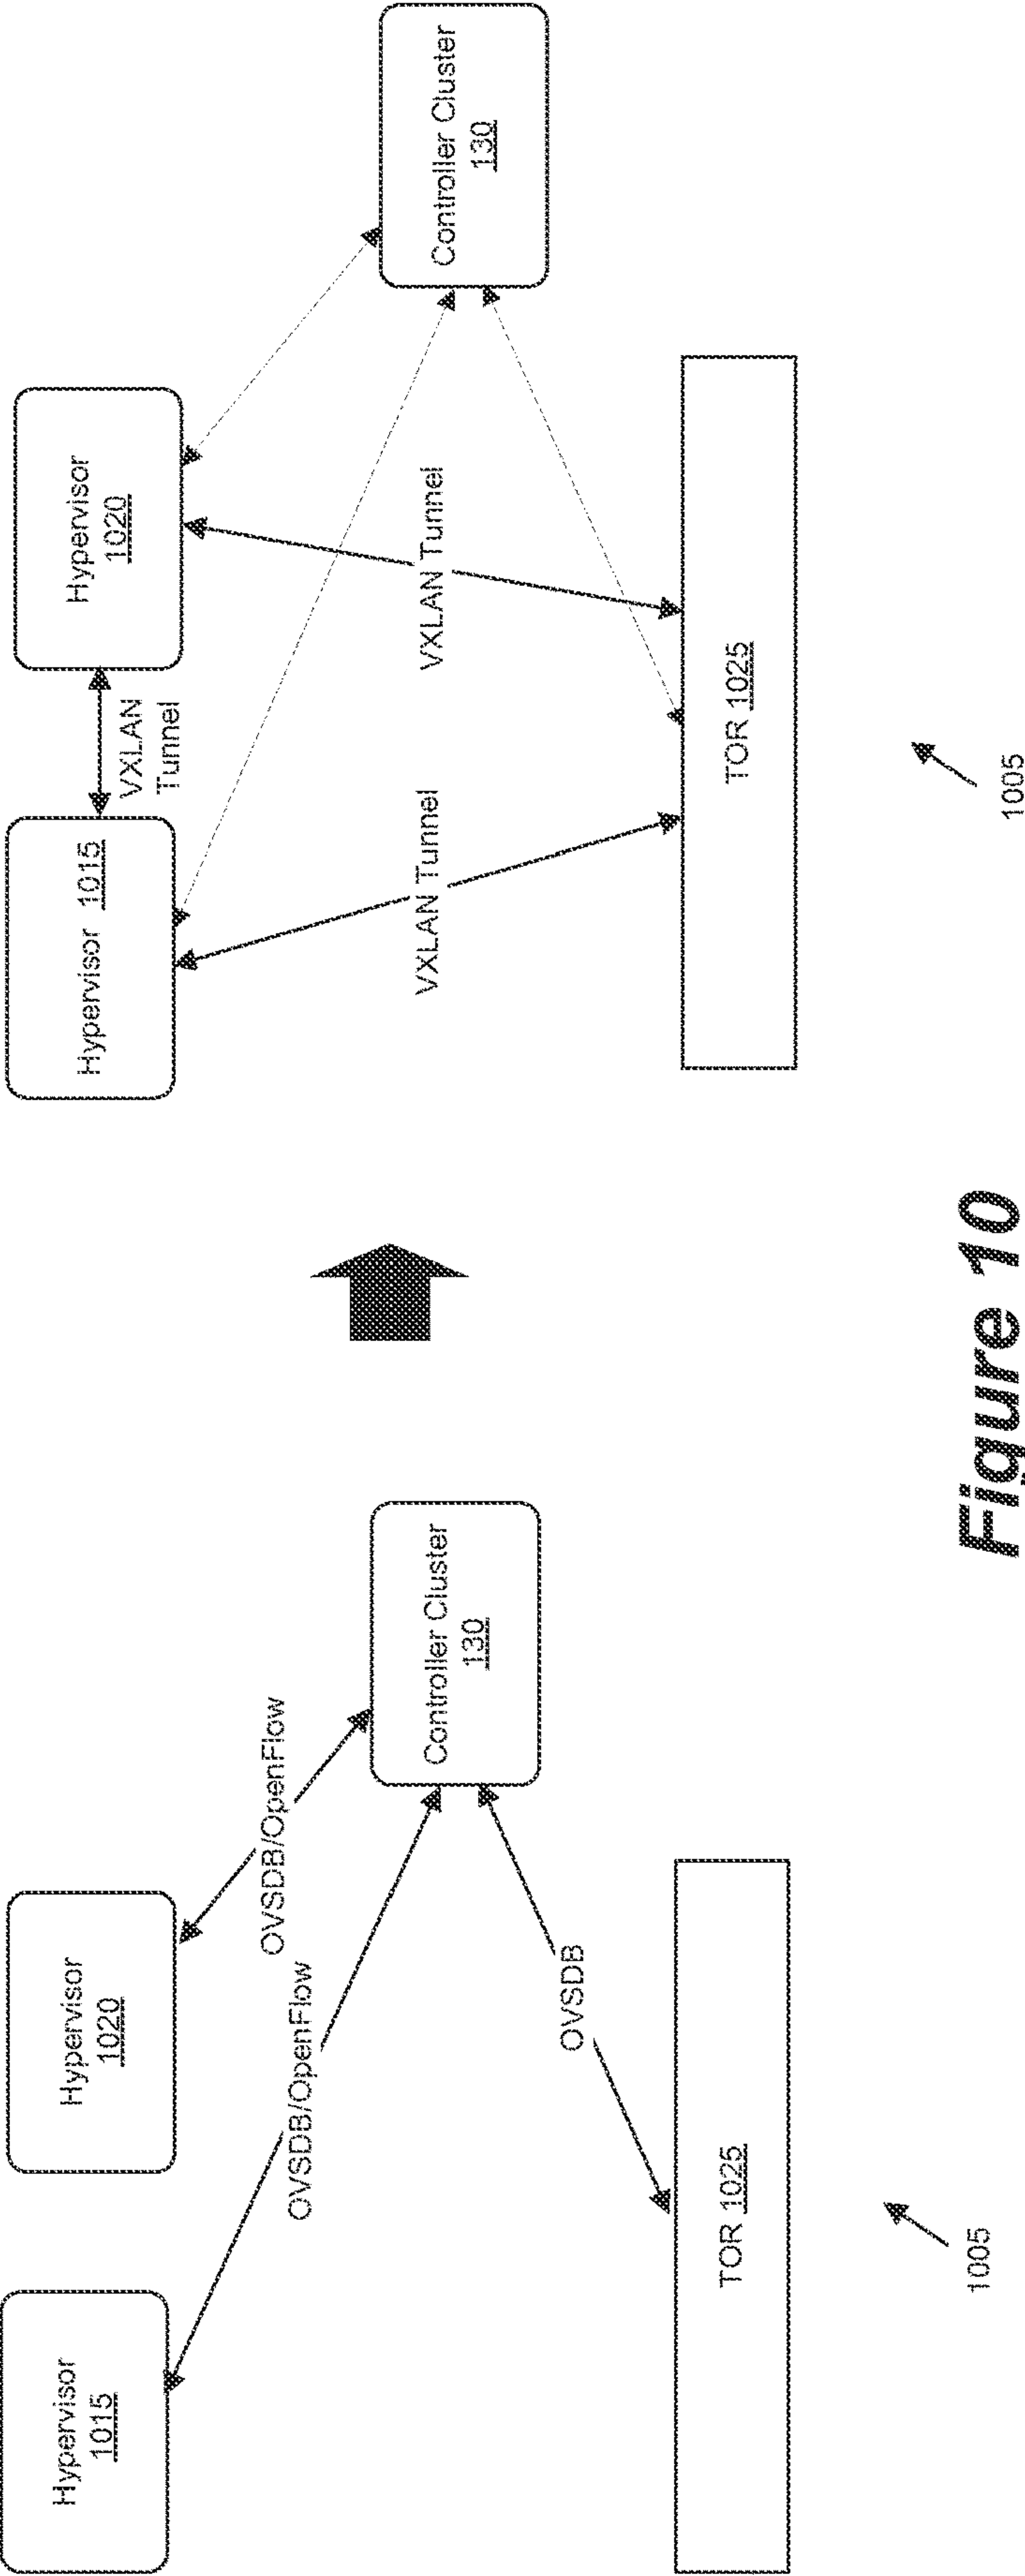 Hypervisor
1015
Hypervisor
1020
OVSDB/OpenFlow
OVSDB/OpenFlow
Controller Cluster
130
OVSDB
TOR 1025
1005
Hypervisor 1015
VXLAN
Tunnel
Hypervisor
1020
Controller Cluster
130
VXLAN Tunnel
VXLAN Tunnel
TOR 1025
1005
Figure 10